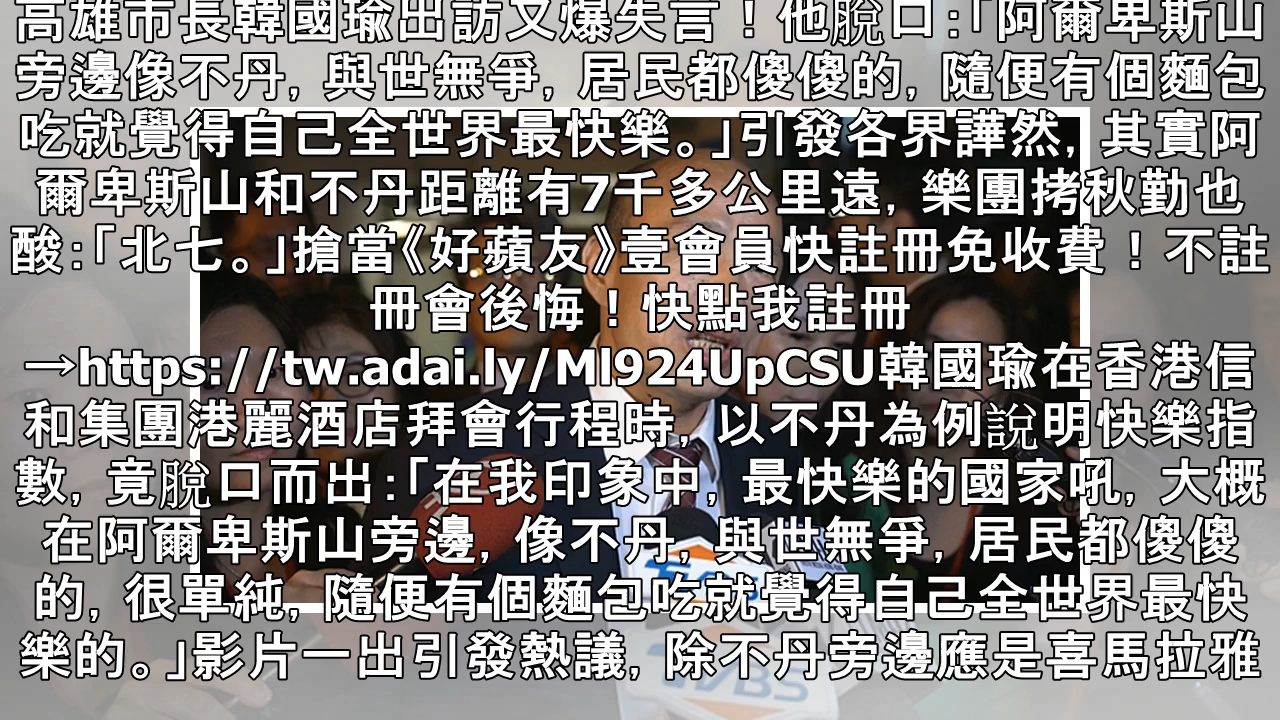 高雄市長韓國瑜出訪又爆失言！他脫口：「阿爾卑斯山
旁邊像不丹，與世無爭，居民都傻傻的，隨便有個麵包
吃就覺得自己全世界最快樂。」引發各界譁然，其實阿
爾卑斯山和不丹距離有7千多公里遠，樂團拷秋勤也
酸：「北七。」搶當《好蘋友》壹會員快註冊免收費！不註
冊會後悔！快點我註冊
→https://tw.adai.ly/Ml924UpCSU韓國瑜在香港信
和集團港麗酒店拜會行程時，以不丹為例說明快樂指
數，竟脫口而出：「在我印象中，最快樂的國家吼，大概
在阿爾卑斯山旁邊，像不丹，與世無爭，居民都傻傻
的，很單純，隨便有個麵包吃就覺得自己全世界最快
樂的。」影片一出引發熱議，除不丹旁邊應是喜馬拉雅
TVBS